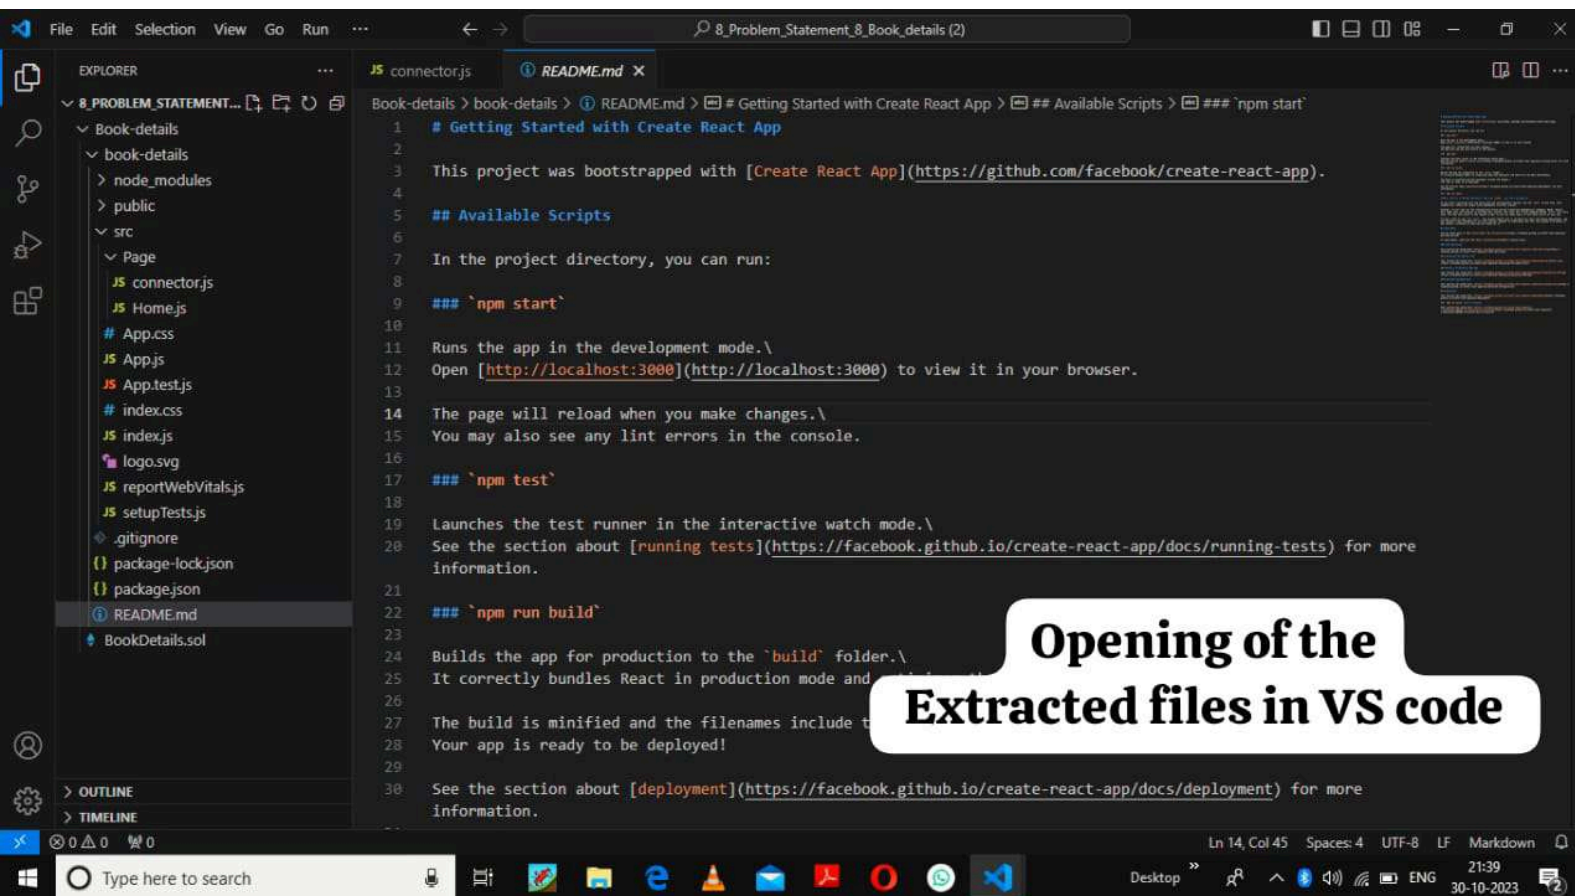 File Edit Selection View Go Run ···
8_Problem_Statement_8_Book_details (2)
EXPLORER
8_PROBLEM_STATEMENT...
Book-details
book-details
node_modules
public
src
Page
JS connector.js
JS Home.js
# App.css
JS App.js
JS App.test.js
# index.css
JS index.js
logo.svg
JS reportWebVitals.js
JS setupTests.js
.gitignore
{} package-lock.json
{} package.json
README.md
BookDetails.sol
OUTLINE
TIMELINE
JS connector.js
README.md
Book-details > book-details > README.md > # Getting Started with Create React App > ## Available Scripts > ### `npm start`
1 # Getting Started with Create React App
2
3 This project was bootstrapped with [Create React App](https://github.com/facebook/create-react-app).
4
5 ## Available Scripts
6
7 In the project directory, you can run:
8
9 ### `npm start`
10
11 Runs the app in the development mode.\
12 Open [http://localhost:3000](http://localhost:3000) to view it in your browser.
13
14 The page will reload when you make changes.\
15 You may also see any lint errors in the console.
16
17 ### `npm test`
18
19 Launches the test runner in the interactive watch mode.\
20 See the section about [running tests](https://facebook.github.io/create-react-app/docs/running-tests) for more
information.
21
22 ### `npm run build`
23
24 Builds the app for production to the `build` folder.\
25 It correctly bundles React in production mode and
26
27 The build is minified and the filenames include t
28 Your app is ready to be deployed!
29
30 See the section about [deployment](https://facebook.github.io/create-react-app/docs/deployment) for more
information.
Opening of the
Extracted files in VS code
0 0 0
Ln 14, Col 45 Spaces: 4 UTF-8 LF Markdown
Type here to search
Desktop
ENG
21:39
30-10-2023
2